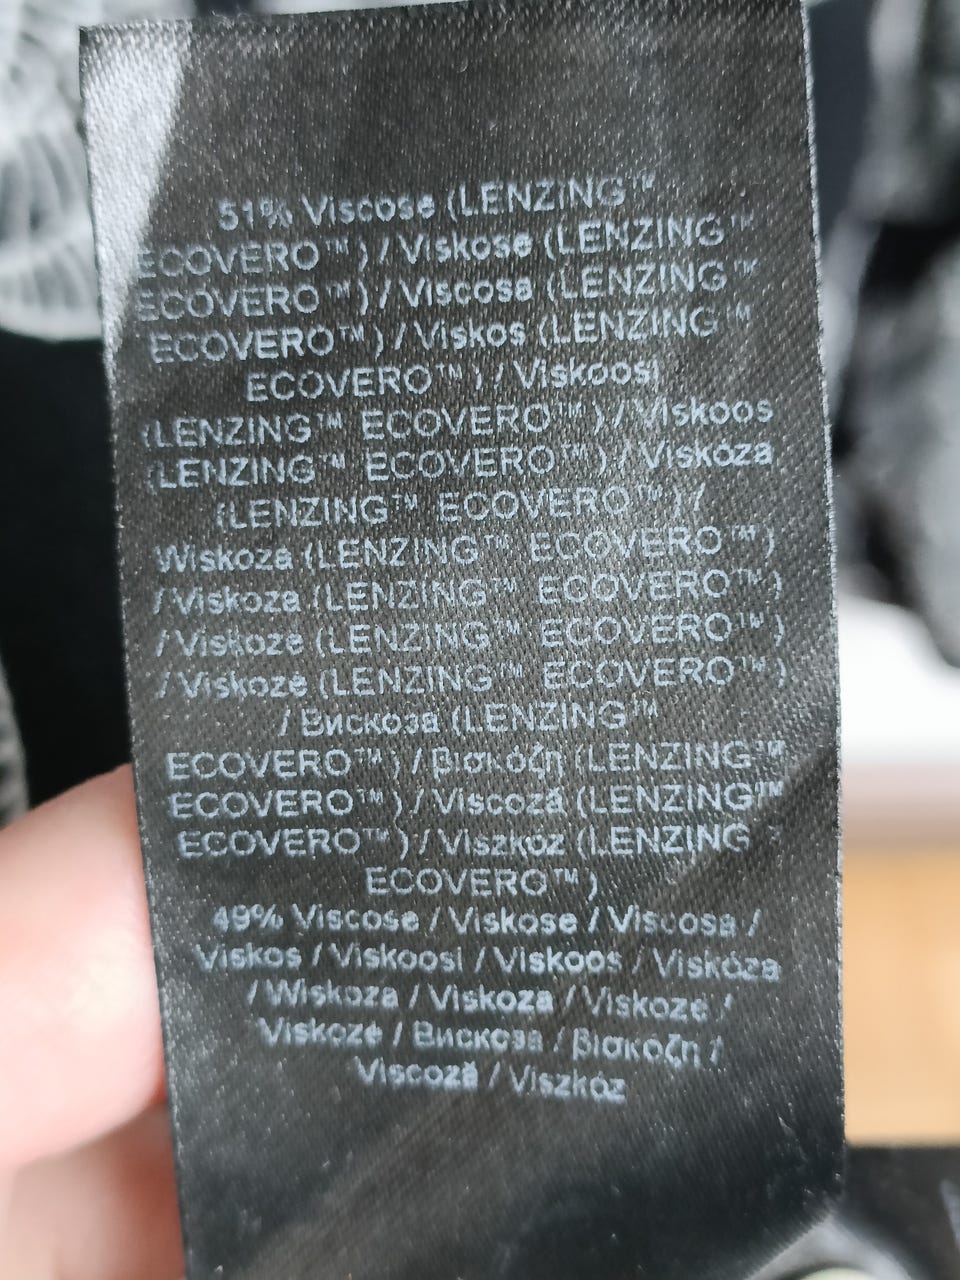 51% Viscose (LENZING™
ECOVERO™ ) / Viskose (LENZING™
ECOVERO™ ) / Viscosa (LENZING™
ECOVERO™ ) / Viskos (LENZING™
ECOVERO™ ) / Viskoosi
(LENZING™ ECOVERO™ ) / Viskoos
(LENZING™ ECOVERO™ ) / Viskóza
(LENZING™ ECOVERO™ ) /
Wiskoza (LENZING™ ECOVERO™ )
/ Viskoza (LENZING™ ECOVERO™ )
/ Viskoze (LENZING™ ECOVERO™ )
/ Viskozė (LENZING™ ECOVERO™ )
/ Вискоза (LENZING™
ECOVERO™ ) / βισκόζη (LENZING™
ECOVERO™ ) / Viscoză (LENZING™
ECOVERO™ ) / Viszkóz (LENZING™
ECOVERO™ )
49% Viscose / Viskose / Viscosa /
Viskos / Viskoosi / Viskoos / Viskóza
/ Wiskoza / Viskoza / Viskoze /
Viskozė / Вискоза / βισκόζη /
Viscoză / Viszkóz